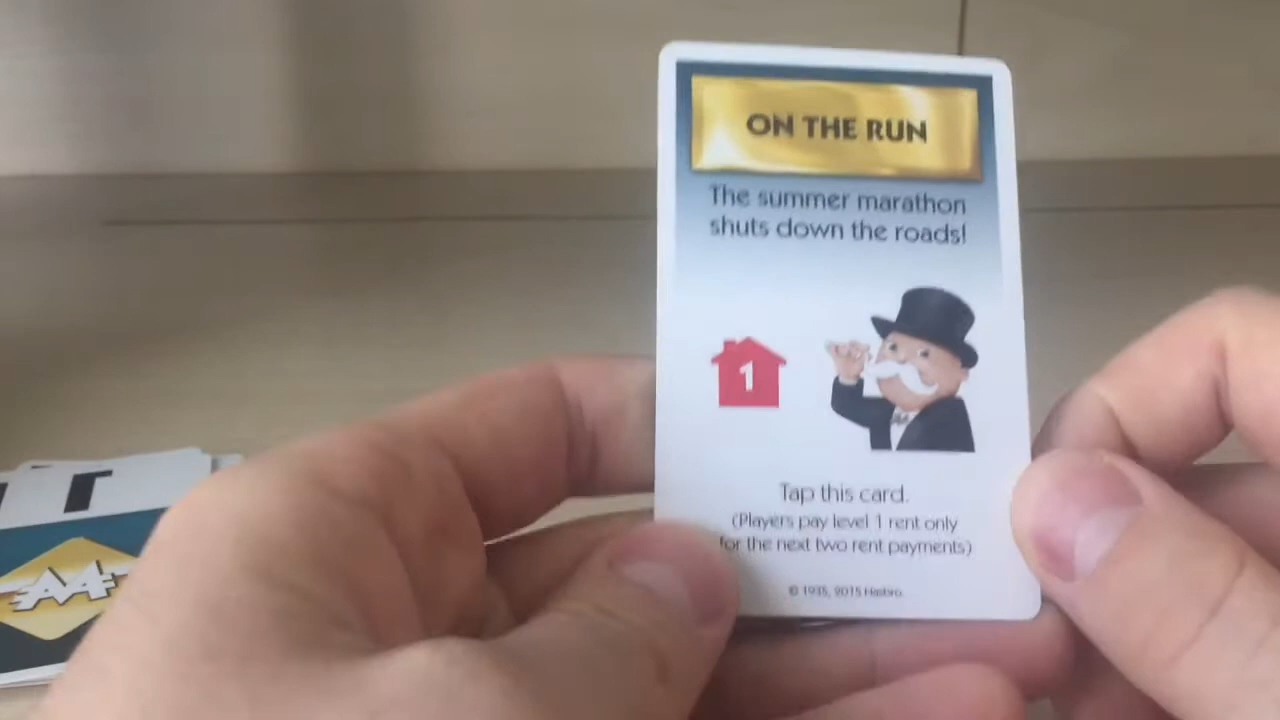 ON THE RUN
The summer marathon
shuts down the roads!
1
Tap this card.
(Players pay level 1 rent only
for the next two rent payments)
© 1935, 2015 Hasbro.